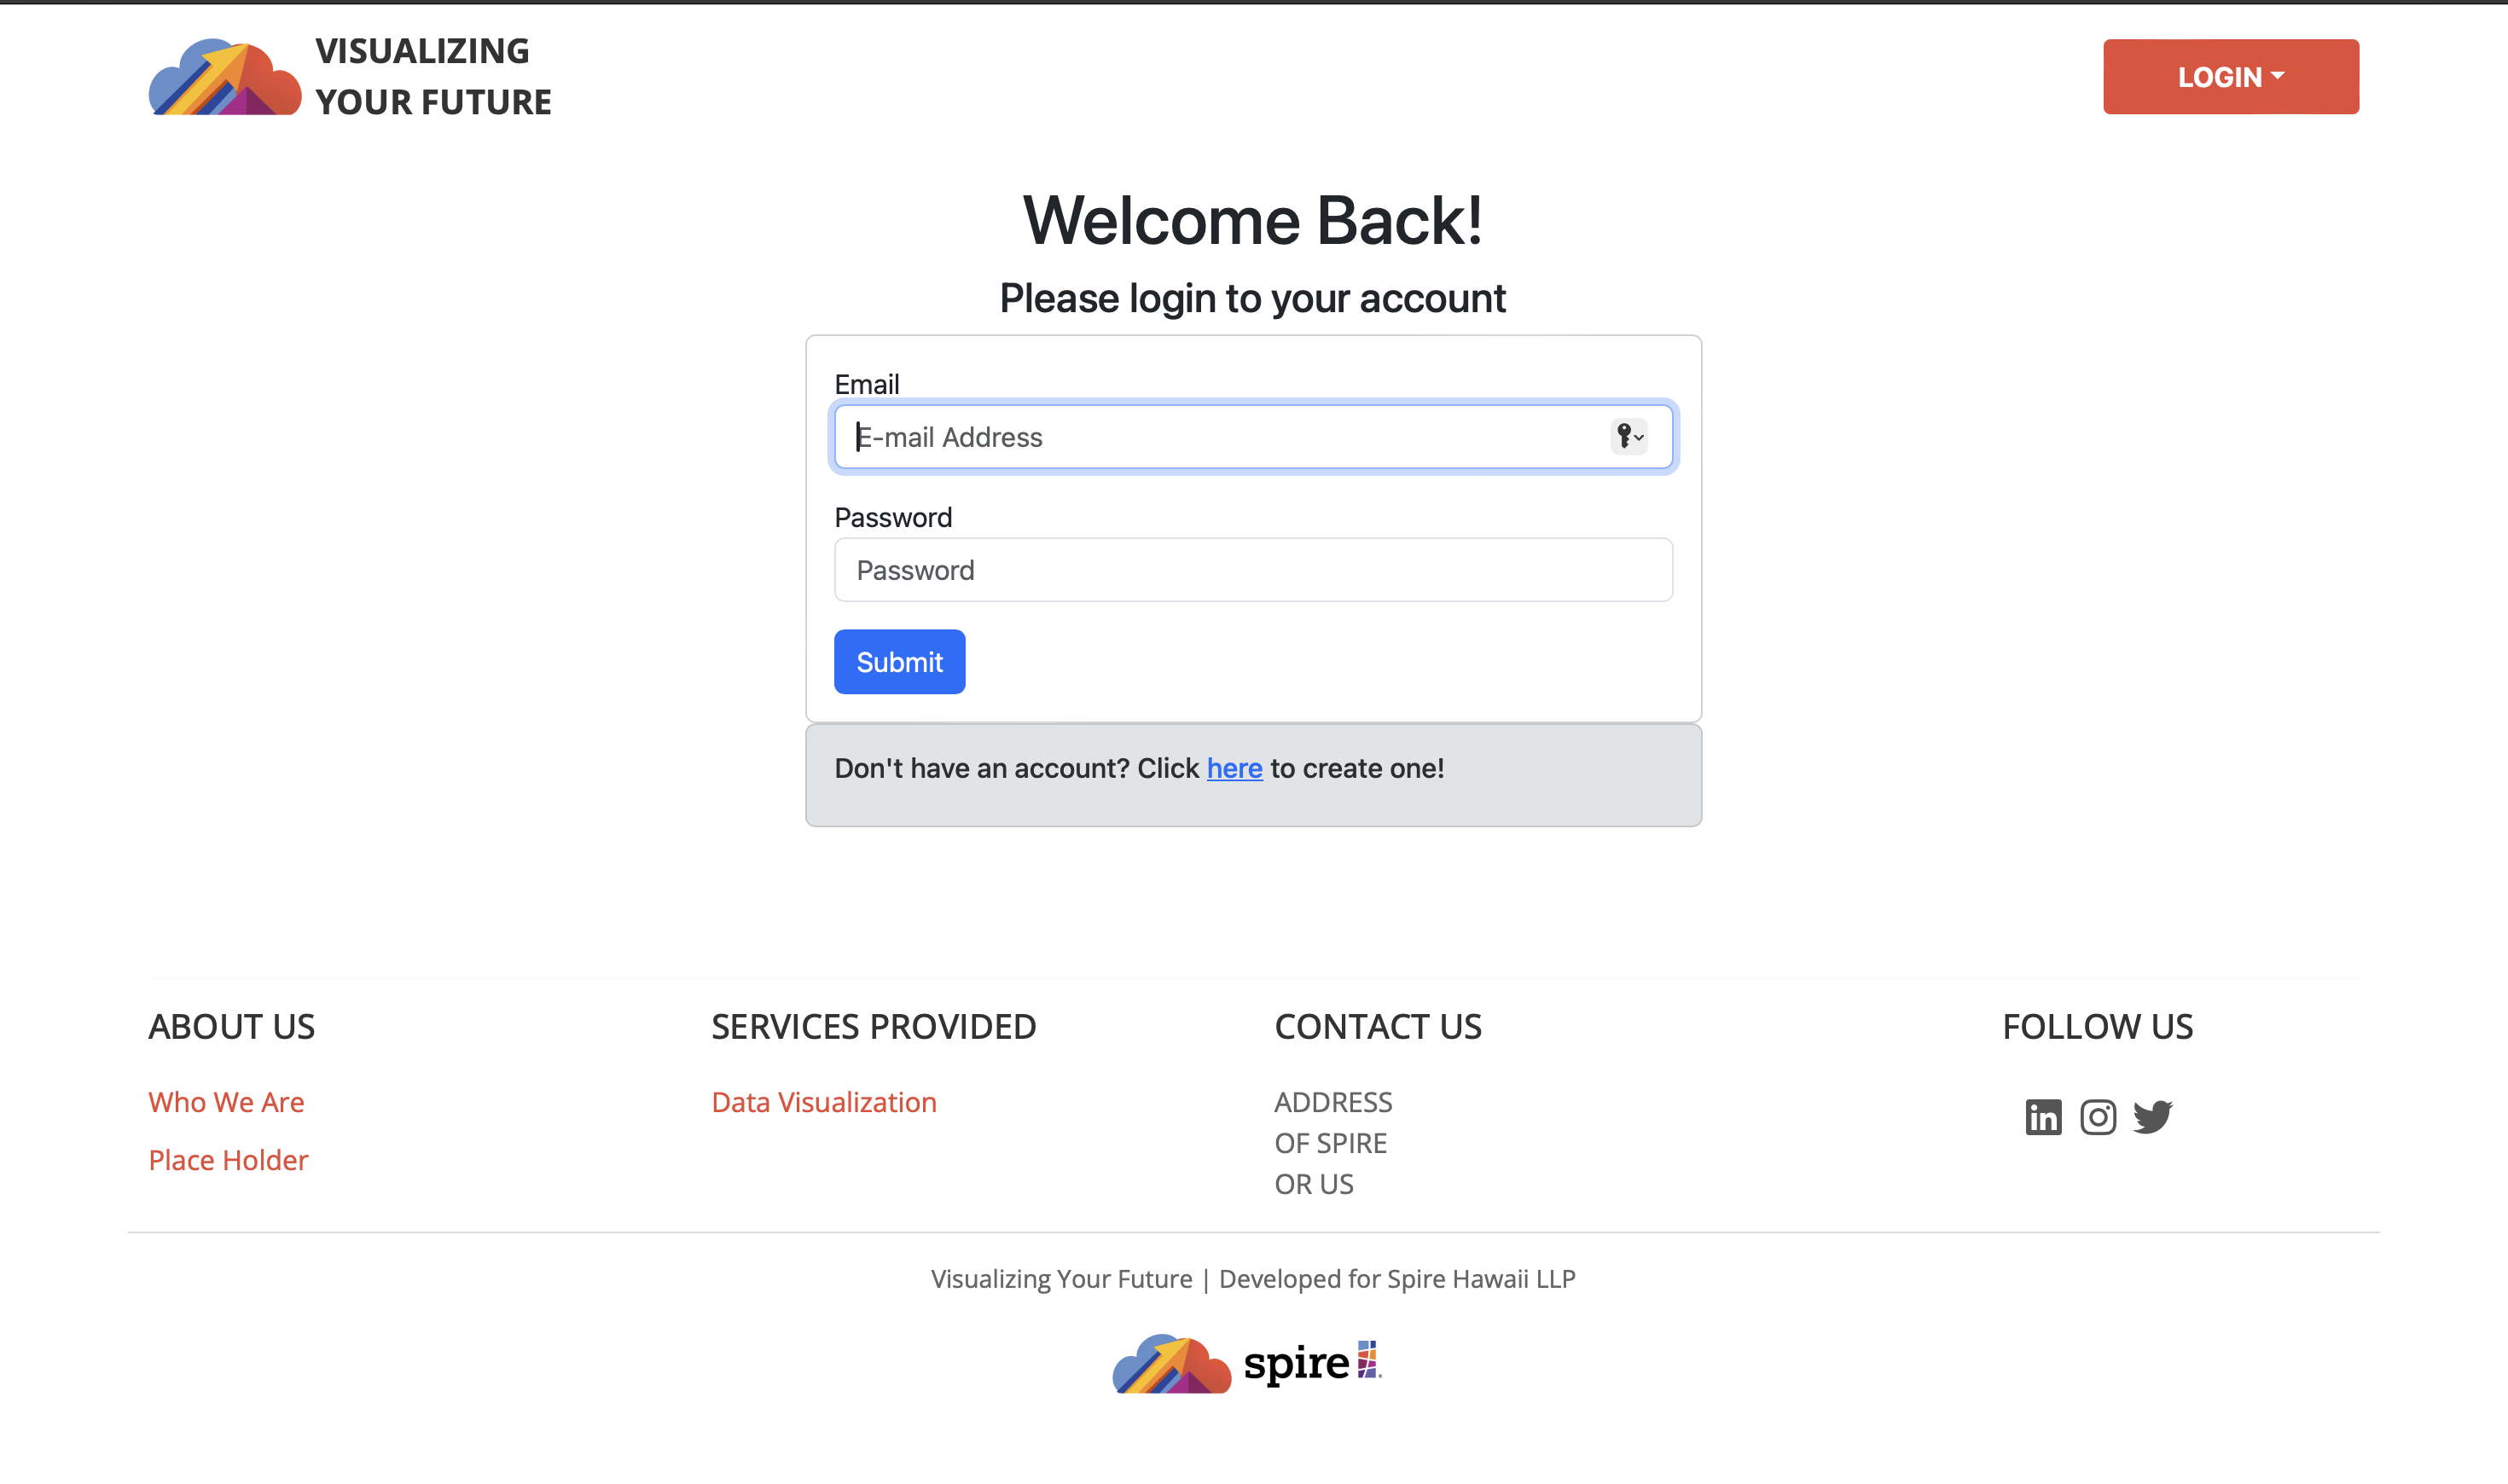 VISUALIZING
YOUR FUTURE
LOGIN
Welcome Back!
Please login to your account
Email
E-mail Address
Password
Password
Submit
Don't have an account? Click here to create one!
ABOUT US
Who We Are
Place Holder
SERVICES PROVIDED
Data Visualization
CONTACT US
ADDRESS
OF SPIRE
OR US
FOLLOW US
in
Visualizing Your Future | Developed for Spire Hawaii LLP
spire